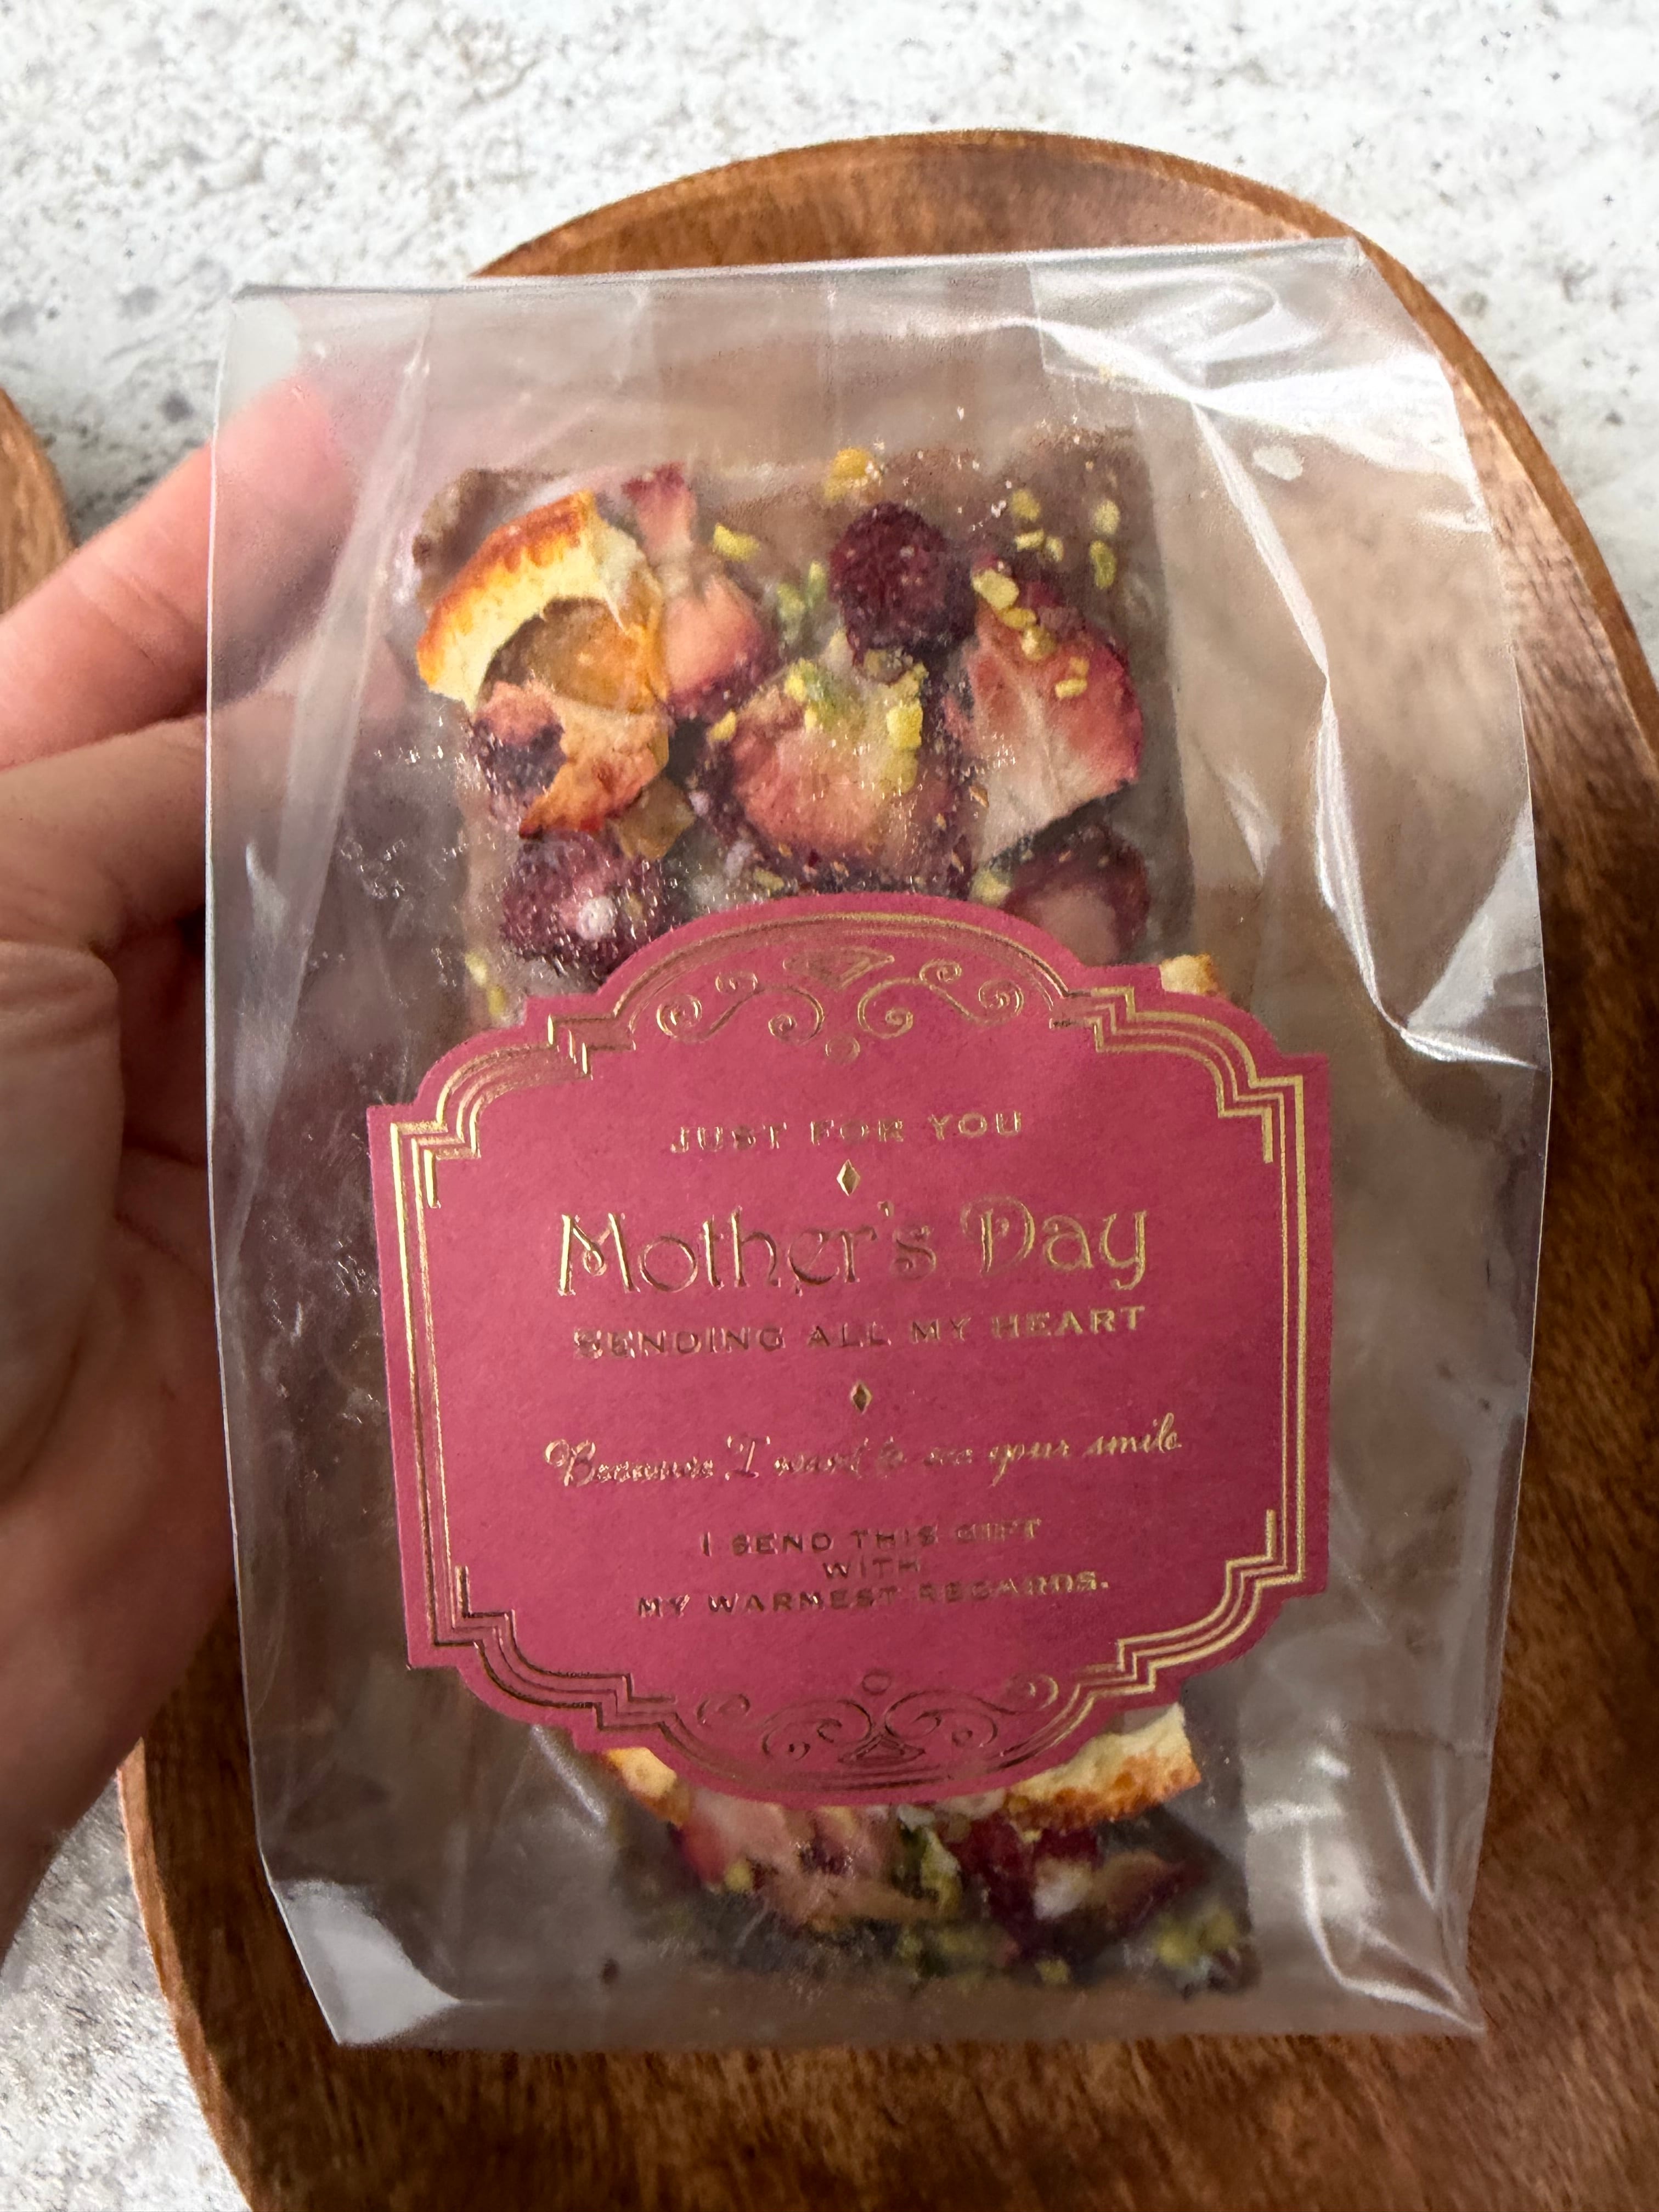 JUST FOR YOU
Mother's Day
SENDING ALL MY HEART
Because I want to see your smile
I SEND THIS GIFT
WITH
MY WARMEST REGARDS.